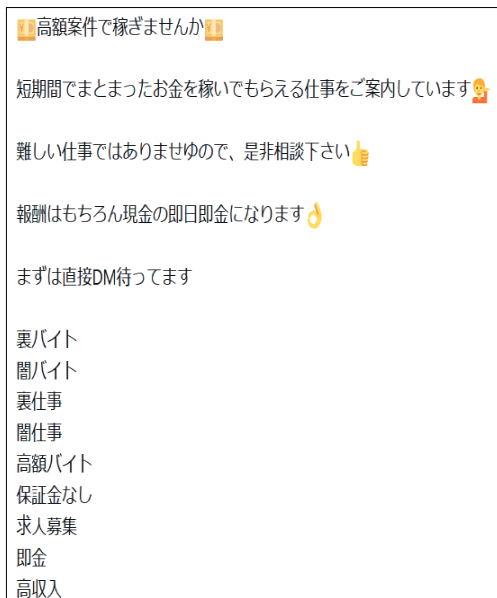 💴高額案件で稼ぎませんか💴
短期間でまとまったお金を稼いでもらえる仕事をご案内しています💁
難しい仕事ではありませゆので、是非相談下さい👍
報酬はもちろん現金の即日即金になります👌
まずは直接DM待ってます
裏バイト
闇バイト
裏仕事
闇仕事
高額バイト
保証金なし
求人募集
即金
高収入